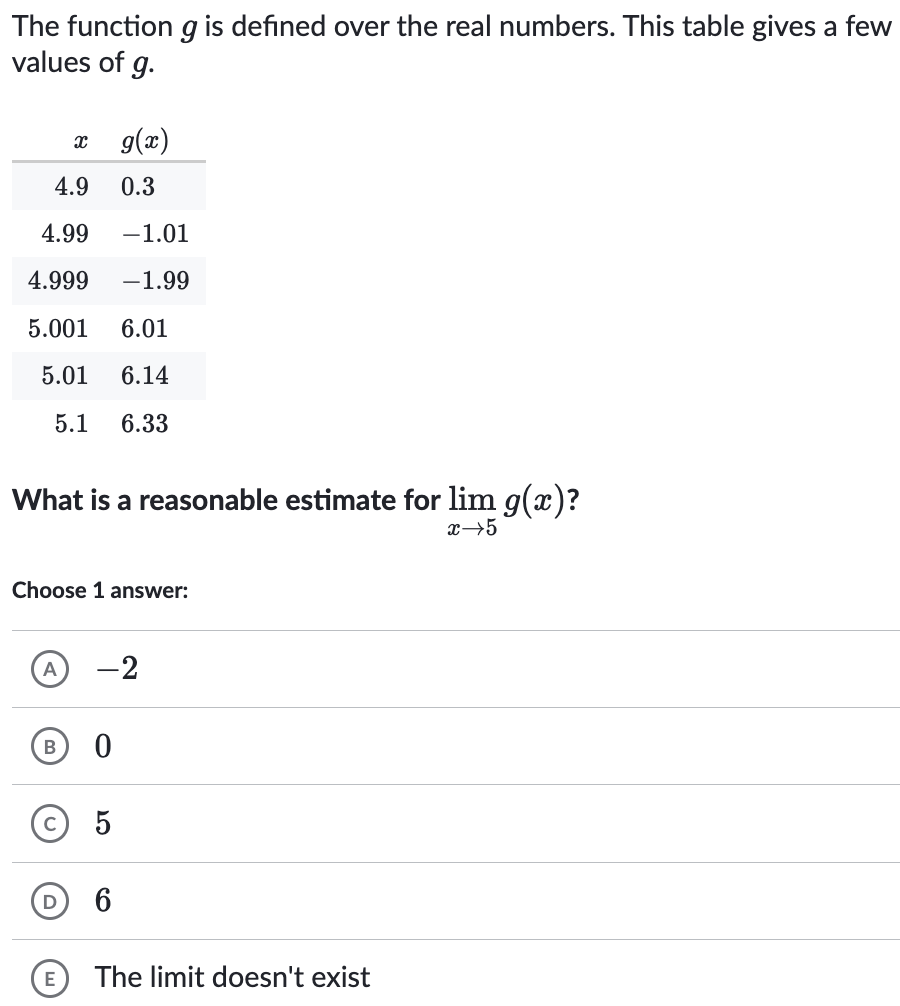 The function g is defined over the real numbers. This table gives a few
values of g.
x g(x)
4.9 0.3
4.99 −1.01
4.999 −1.99
5.001 6.01
5.01 6.14
5.1 6.33
What is a reasonable estimate for lim g(x)?
x→5
Choose 1 answer:
A −2
B 0
C 5
D 6
E The limit doesn't exist